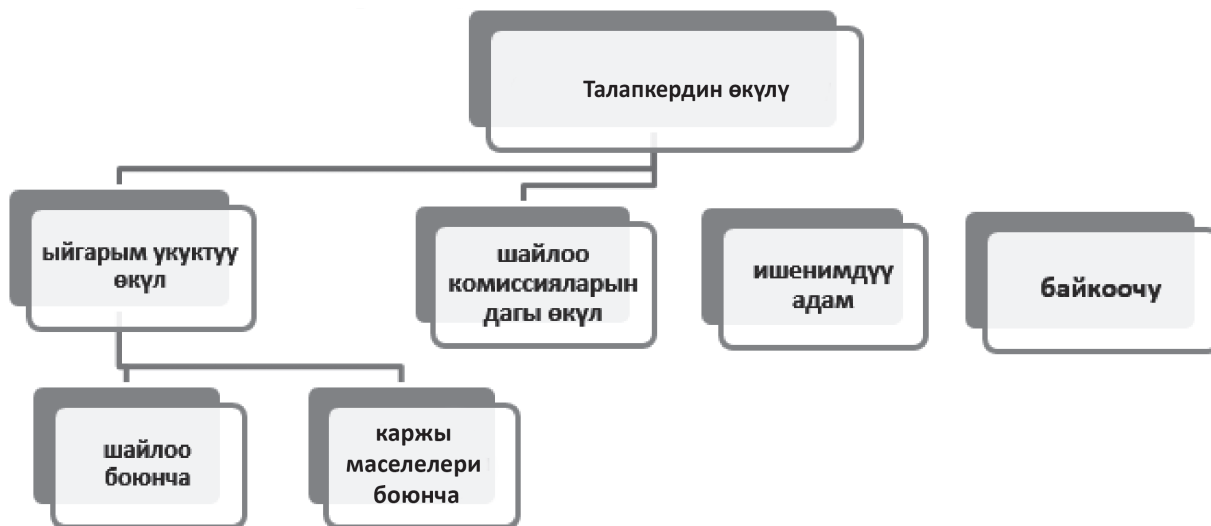 Талапкердин өкүлү
ыйгарым укуктуу
өкүл
шайлоо
комиссияларын
дагы өкүл
ишенимдүү
адам
байкоочу
шайлоо
боюнча
каржы
маселелери
боюнча